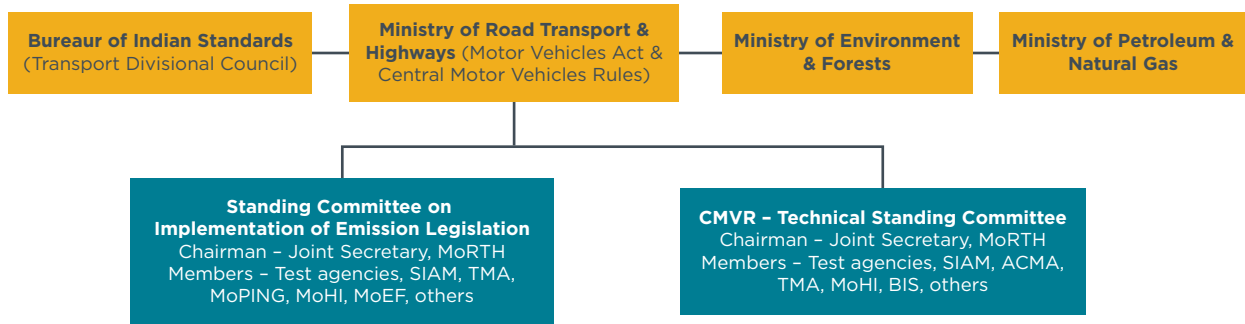 Bureaur of Indian Standards
(Transport Divisional Council)
Ministry of Road Transport &
Highways (Motor Vehicles Act &
Central Motor Vehicles Rules)
Ministry of Environment
& Forests
Ministry of Petroleum &
Natural Gas
Standing Committee on
Implementation of Emission Legislation
Chairman – Joint Secretary, MoRTH
Members – Test agencies, SIAM, TMA,
MoPING, MoHI, MoEF, others
CMVR – Technical Standing Committee
Chairman – Joint Secretary, MoRTH
Members – Test agencies, SIAM, ACMA,
TMA, MoHI, BIS, others